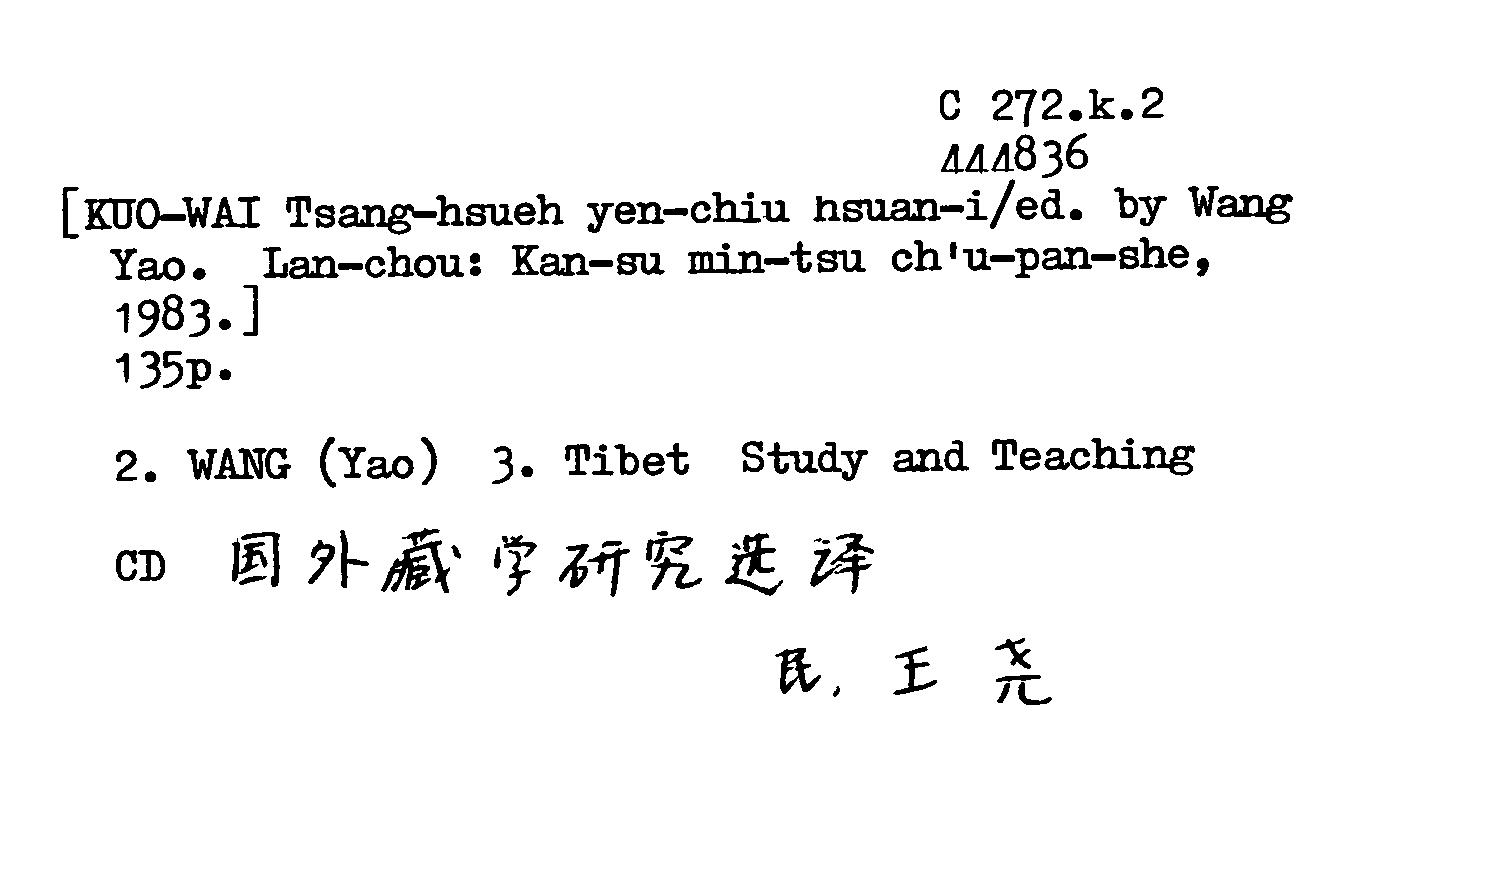 C 272.k.2
444836
[KUO-WAI Tsang-hsueh yen-chiu hsuan-i/ed. by Wang
Yao. Lan-chou: Kan-su min-tsu ch'u-pan-she,
1983.]
135p.
2. WANG (Yao) 3. Tibet Study and Teaching
CD 国外藏学研究选译
民, 王尧